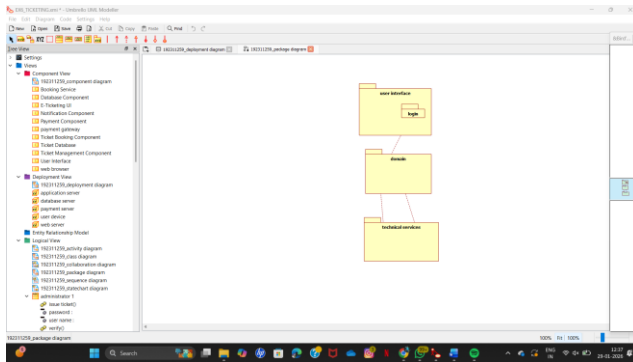 File Edit Diagram Code Settings Help
New Open Save Cut Copy Paste Find
Tree View
192311259_deployment diagram
192311259_package diagram
Settings
Views
Component View
192311259_component diagram
Booking Service
Database Component
E-Ticketing UI
Notification Component
Payment Component
payment gateway
Ticket Booking Component
Ticket Database
Ticket Management Component
User Interface
web browser
Deployment View
192311259_deployment diagram
application server
database server
payment server
user device
web server
Entity Relationship Model
Logical View
192311259_activity diagram
192311259_class diagram
192311259_collaboration diagram
192311259_package diagram
192311259_sequence diagram
192311259_statechart diagram
administrator 1
issue ticket()
password :
user name :
verify()
user interface
login
domain
technical services
192311259_package diagram
100% Fit 100%
Search
ENG
IN
12:37